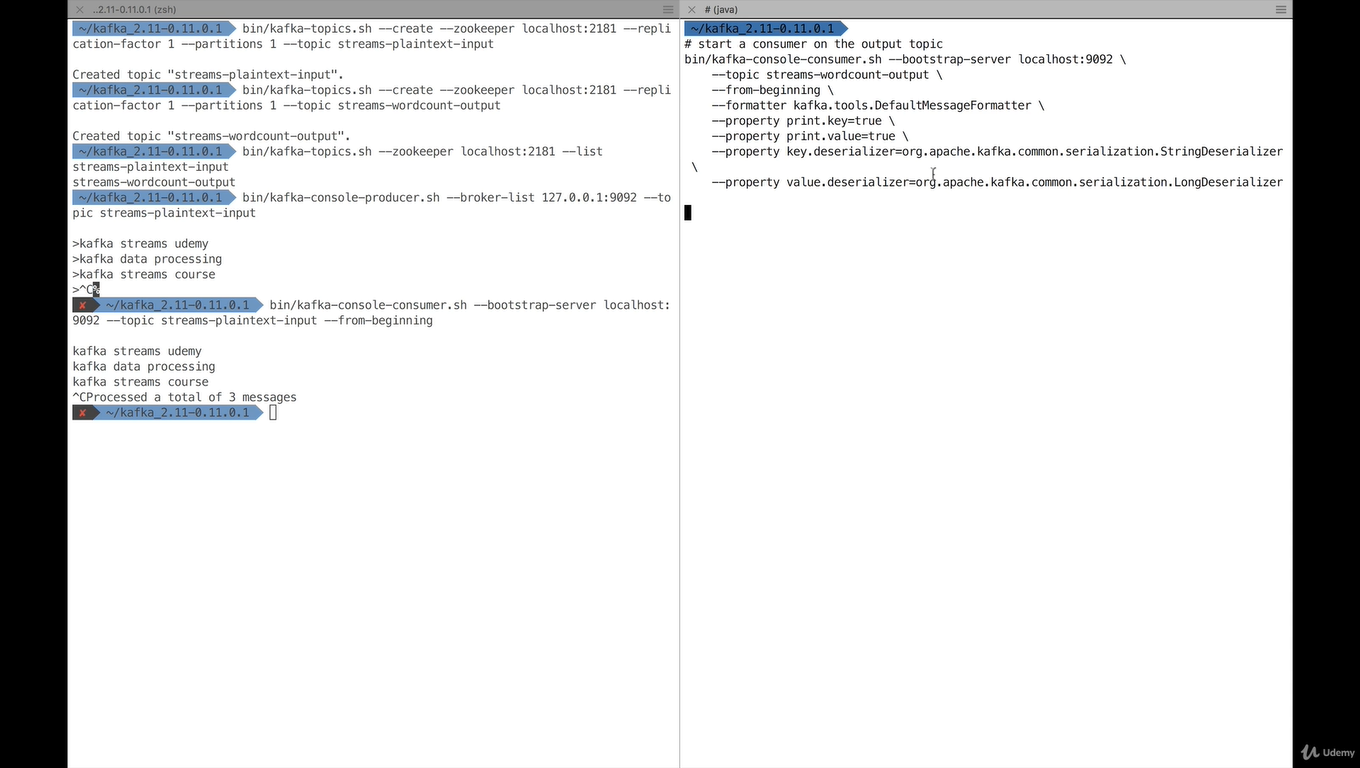 ..2.11-0.11.0.1 (zsh)
~/kafka_2.11-0.11.0.1 bin/kafka-topics.sh --create --zookeeper localhost:2181 --repli
cation-factor 1 --partitions 1 --topic streams-plaintext-input
Created topic "streams-plaintext-input".
~/kafka_2.11-0.11.0.1 bin/kafka-topics.sh --create --zookeeper localhost:2181 --repli
cation-factor 1 --partitions 1 --topic streams-wordcount-output
Created topic "streams-wordcount-output".
~/kafka_2.11-0.11.0.1 bin/kafka-topics.sh --zookeeper localhost:2181 --list
streams-plaintext-input
streams-wordcount-output
~/kafka_2.11-0.11.0.1 bin/kafka-console-producer.sh --broker-list 127.0.0.1:9092 --to
pic streams-plaintext-input
>kafka streams udemy
>kafka data processing
>kafka streams course
>^C%
✘ ~/kafka_2.11-0.11.0.1 bin/kafka-console-consumer.sh --bootstrap-server localhost:
9092 --topic streams-plaintext-input --from-beginning
kafka streams udemy
kafka data processing
kafka streams course
^CProcessed a total of 3 messages
✘ ~/kafka_2.11-0.11.0.1
# (java)
~/kafka_2.11-0.11.0.1
# start a consumer on the output topic
bin/kafka-console-consumer.sh --bootstrap-server localhost:9092 \
--topic streams-wordcount-output \
--from-beginning \
--formatter kafka.tools.DefaultMessageFormatter \
--property print.key=true \
--property print.value=true \
--property key.deserializer=org.apache.kafka.common.serialization.StringDeserializer
\
--property value.deserializer=org.apache.kafka.common.serialization.LongDeserializer
Udemy